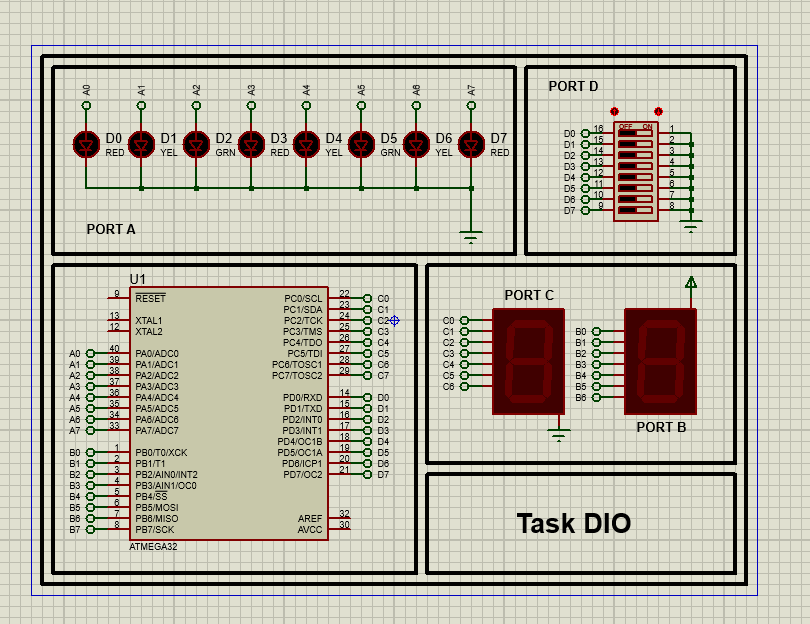 A0 A1 A2 A3 A4 A5 A6 A7
D0 D1 D2 D3 D4 D5 D6 D7
RED YEL GRN RED YEL GRN YEL RED
PORT A
PORT D
OFF ON
D0 16 1
D1 15 2
D2 14 3
D3 13 4
D4 12 5
D5 11 6
D6 10 7
D7 9 8
U1
9 RESET PC0/SCL 22 C0
PC1/SDA 23 C1
13 XTAL1 PC2/TCK 24 C2
12 XTAL2 PC3/TMS 25 C3
PC4/TDO 26 C4
A0 40 PA0/ADC0 PC5/TDI 27 C5
A1 39 PA1/ADC1 PC6/TOSC1 28 C6
A2 38 PA2/ADC2 PC7/TOSC2 29 C7
A3 37 PA3/ADC3
A4 36 PA4/ADC4 PD0/RXD 14 D0
A5 35 PA5/ADC5 PD1/TXD 15 D1
A6 34 PA6/ADC6 PD2/INT0 16 D2
A7 33 PA7/ADC7 PD3/INT1 17 D3
PD4/OC1B 18 D4
B0 1 PB0/T0/XCK PD5/OC1A 19 D5
B1 2 PB1/T1 PD6/ICP1 20 D6
B2 3 PB2/AIN0/INT2 PD7/OC2 21 D7
B3 4 PB3/AIN1/OC0
B4 5 PB4/SS
B5 6 PB5/MOSI
B6 7 PB6/MISO AREF 32
B7 8 PB7/SCK AVCC 30
ATMEGA32
PORT C
C0
C1
C2
C3
C4
C5
C6
B0
B1
B2
B3
B4
B5
B6
PORT B
Task DIO